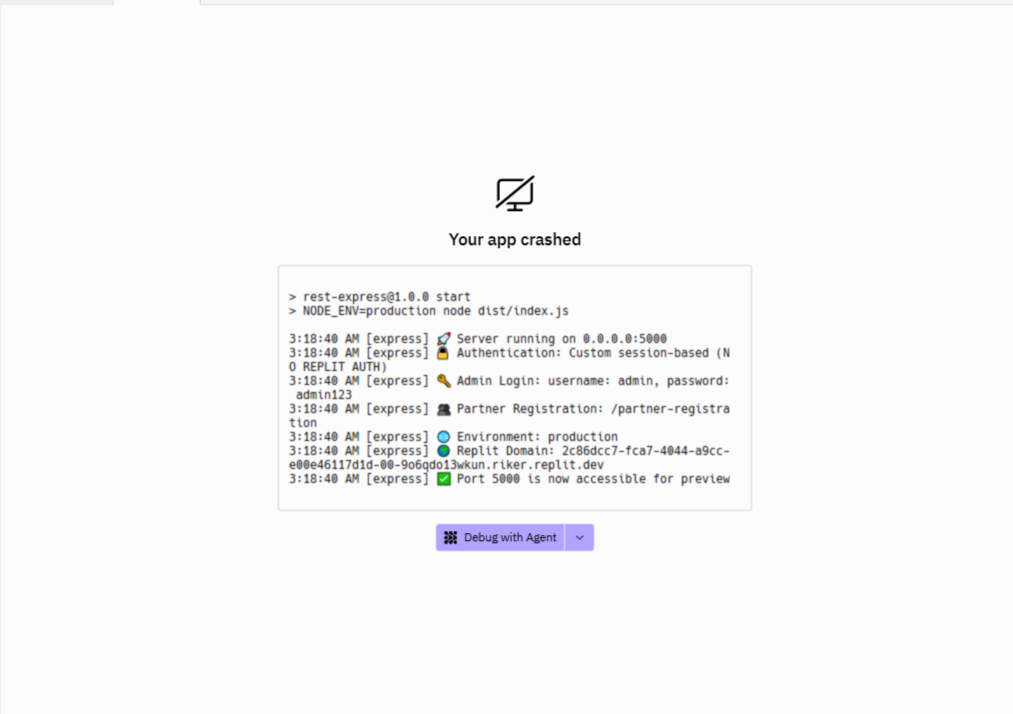 Your app crashed
> rest-express@1.0.0 start
> NODE_ENV=production node dist/index.js
3:18:40 AM [express] 🚀 Server running on 0.0.0.0:5000
3:18:40 AM [express] 🔒 Authentication: Custom session-based (N
O REPLIT AUTH)
3:18:40 AM [express] 🔑 Admin Login: username: admin, password:
admin123
3:18:40 AM [express] 👥 Partner Registration: /partner-registra
tion
3:18:40 AM [express] 🌐 Environment: production
3:18:40 AM [express] 🌍 Replit Domain: 2c86dcc7-fca7-4044-a9cc-
e00e46117d1d-00-9o6qdo13wkun.riker.replit.dev
3:18:40 AM [express] ✅ Port 5000 is now accessible for preview
Debug with Agent